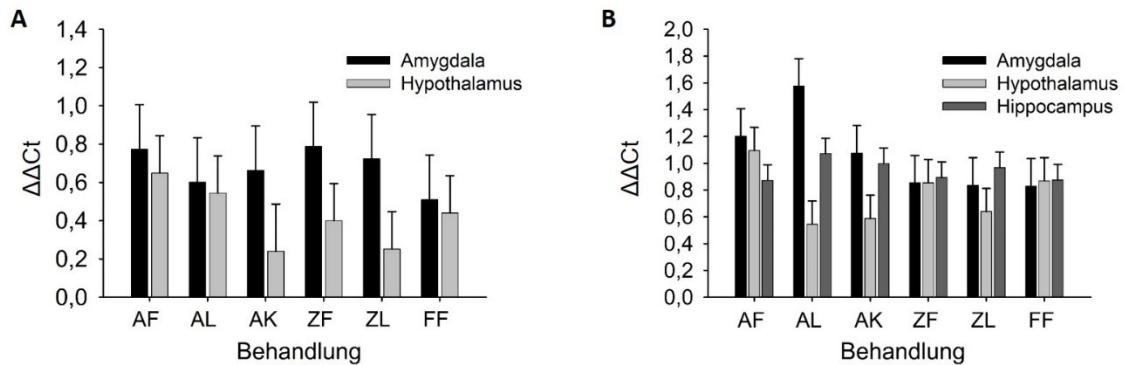 A
1,4
1,2
1,0
0,8
0,6
0,4
0,2
0,0
ΔΔCt
Amygdala
Hypothalamus
AF AL AK ZF ZL FF
Behandlung
B
2,0
1,8
1,6
1,4
1,2
1,0
0,8
0,6
0,4
0,2
0,0
ΔΔCt
Amygdala
Hypothalamus
Hippocampus
AF AL AK ZF ZL FF
Behandlung